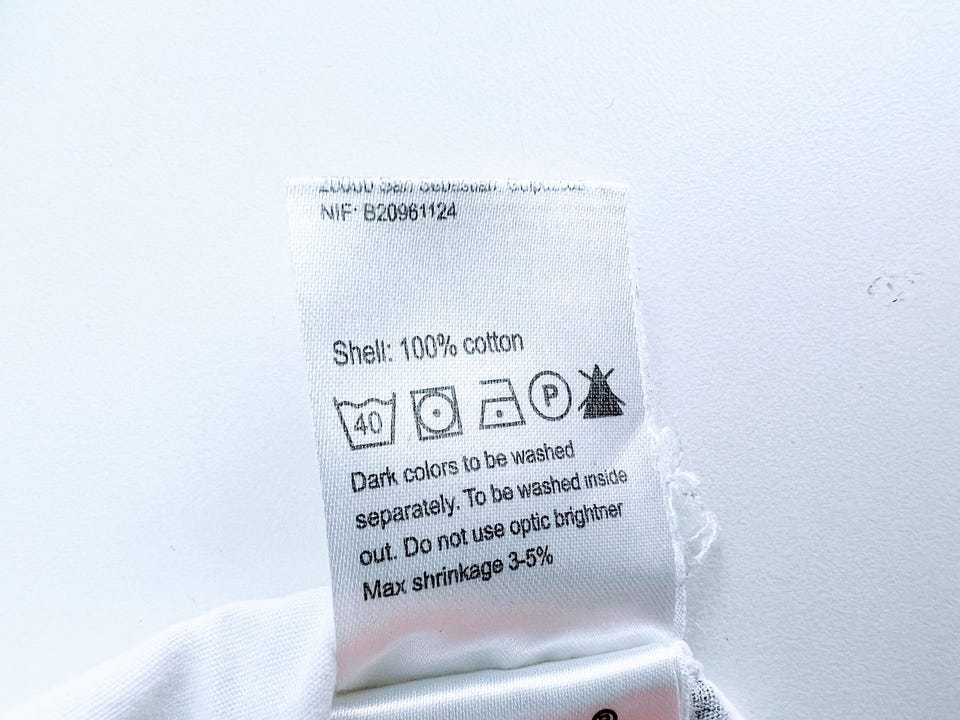 NIF: B20961124
Shell: 100% cotton
40 P
Dark colors to be washed
separately. To be washed inside
out. Do not use optic brightner
Max shrinkage 3-5%
®